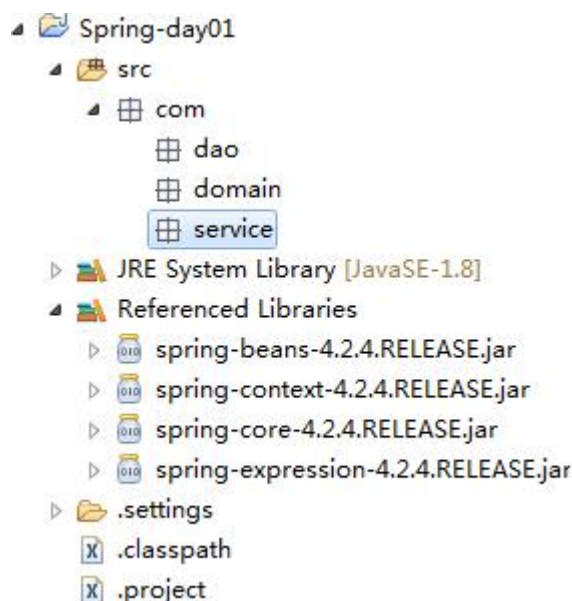 Spring-day01
src
com
dao
domain
service
JRE System Library [JavaSE-1.8]
Referenced Libraries
spring-beans-4.2.4.RELEASE.jar
spring-context-4.2.4.RELEASE.jar
spring-core-4.2.4.RELEASE.jar
spring-expression-4.2.4.RELEASE.jar
.settings
.classpath
.project